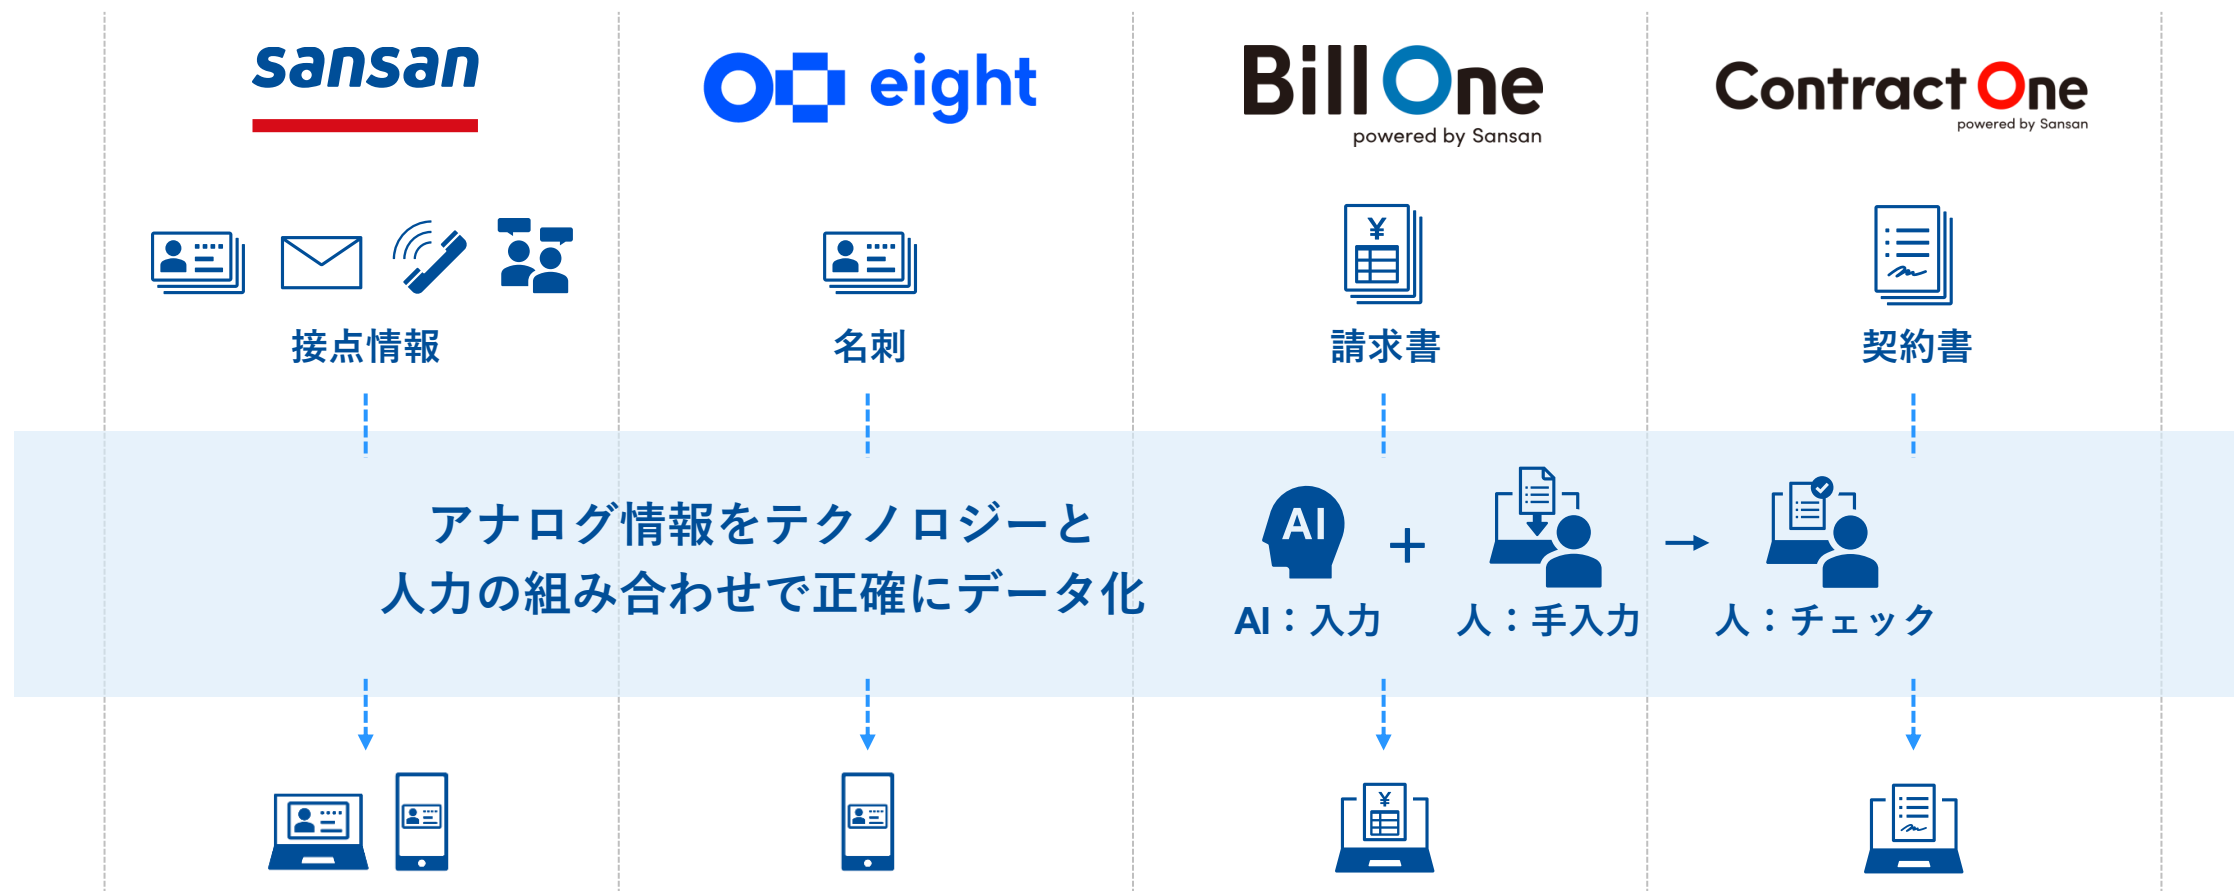 sansan
eight
Bill One
powered by Sansan
Contract One
powered by Sansan
¥
接点情報
名刺
請求書
契約書
アナログ情報をテクノロジーと
人力の組み合わせで正確にデータ化
AI
+
AI：入力
人：手入力
人：チェック
¥